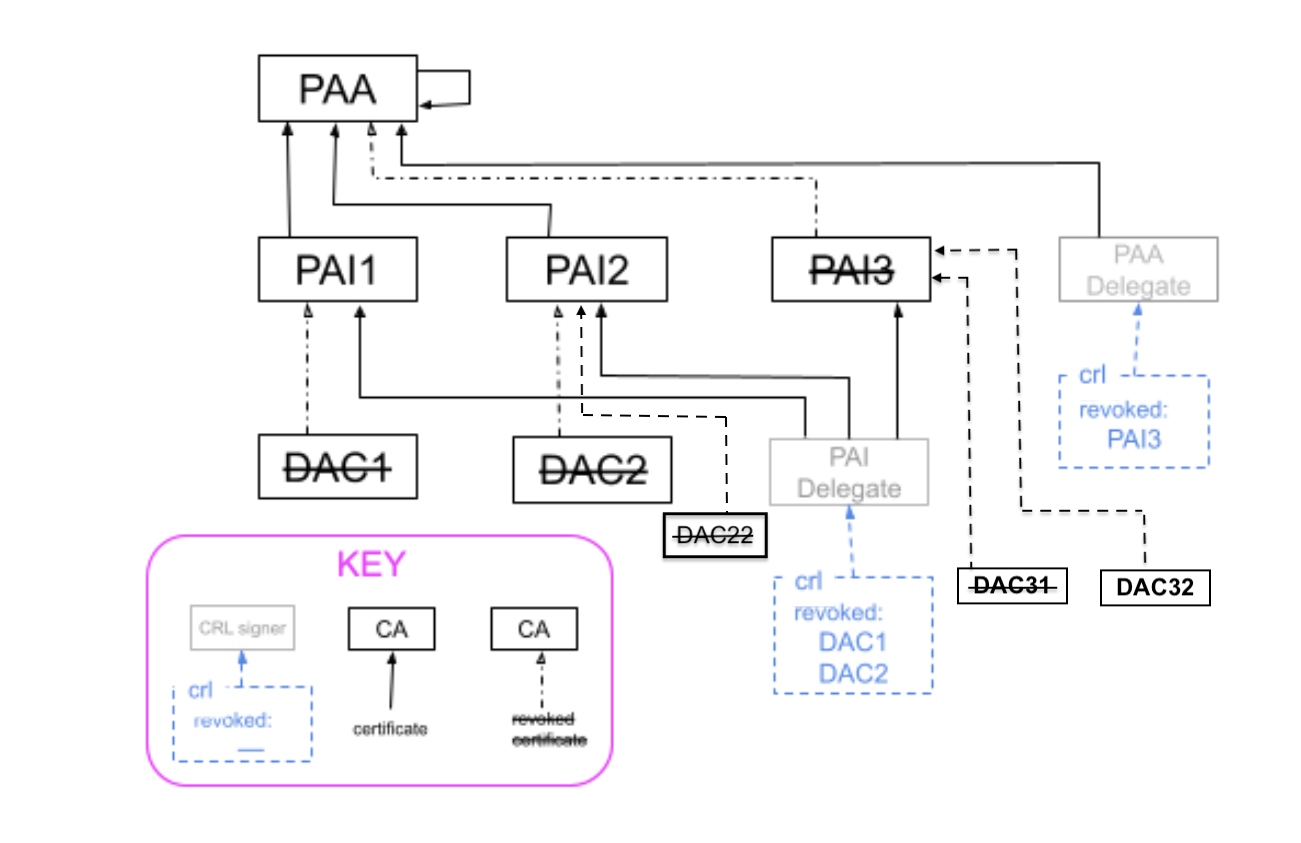 PAA
PAI1
PAI2
PAI3
PAA
Delegate
crl
revoked:
PAI3
DAC1
DAC2
PAI
Delegate
DAC22
crl
revoked:
DAC1
DAC2
DAC31
DAC32
KEY
CRL signer
CA
CA
crl
revoked:
certificate
revoked
certificate